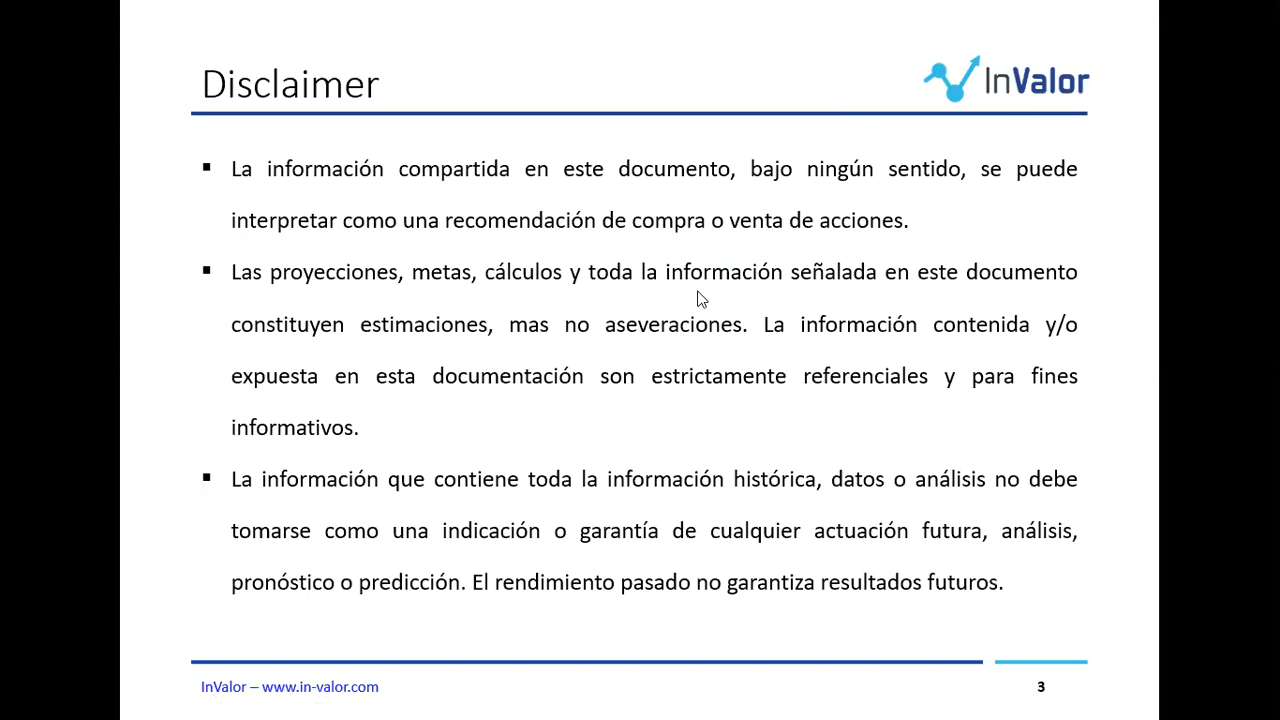 Disclaimer
InValor
▪ La información compartida en este documento, bajo ningún sentido, se puede
interpretar como una recomendación de compra o venta de acciones.
▪ Las proyecciones, metas, cálculos y toda la información señalada en este documento
constituyen estimaciones, mas no aseveraciones. La información contenida y/o
expuesta en esta documentación son estrictamente referenciales y para fines
informativos.
▪ La información que contiene toda la información histórica, datos o análisis no debe
tomarse como una indicación o garantía de cualquier actuación futura, análisis,
pronóstico o predicción. El rendimiento pasado no garantiza resultados futuros.
InValor – www.in-valor.com
3